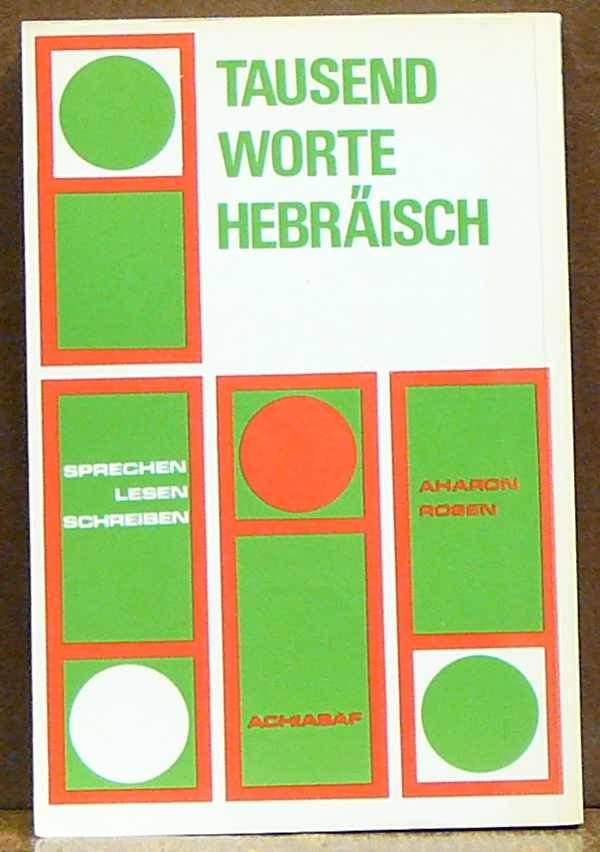 TAUSEND
WORTE
HEBRÄISCH
SPRECHEN
LESEN
SCHREIBEN
AHARON
ROSEN
ACHIASAF